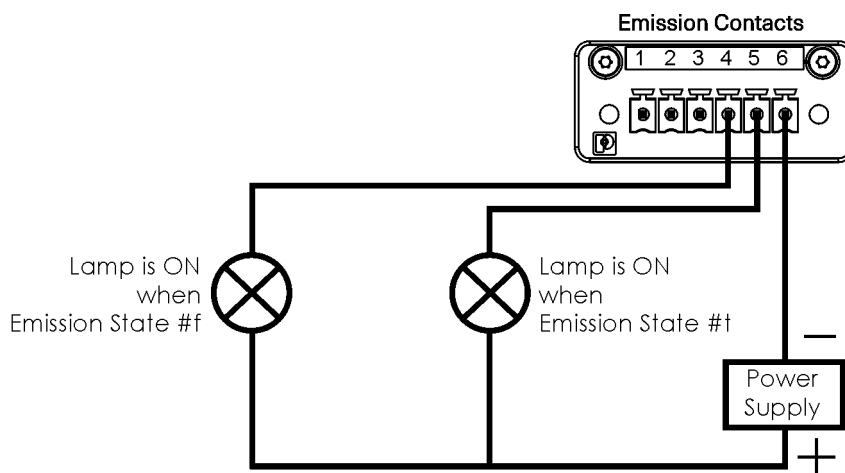 Emission Contacts
1 2 3 4 5 6
Lamp is ON
when
Emission State #f
Lamp is ON
when
Emission State #t
−
Power
Supply
+